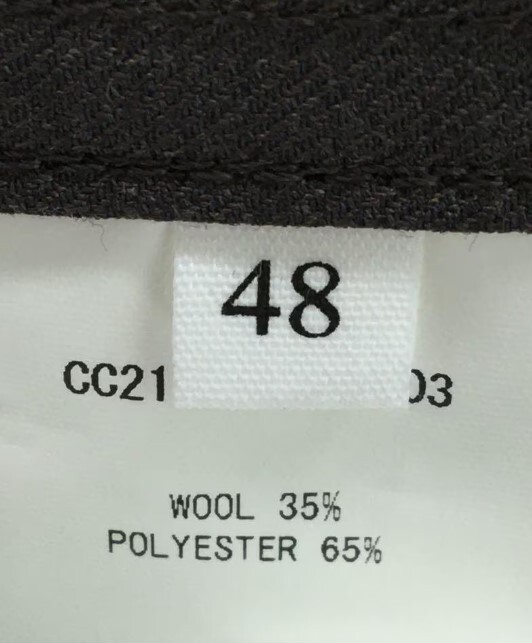 48
CC21
03
WOOL 35%
POLYESTER 65%